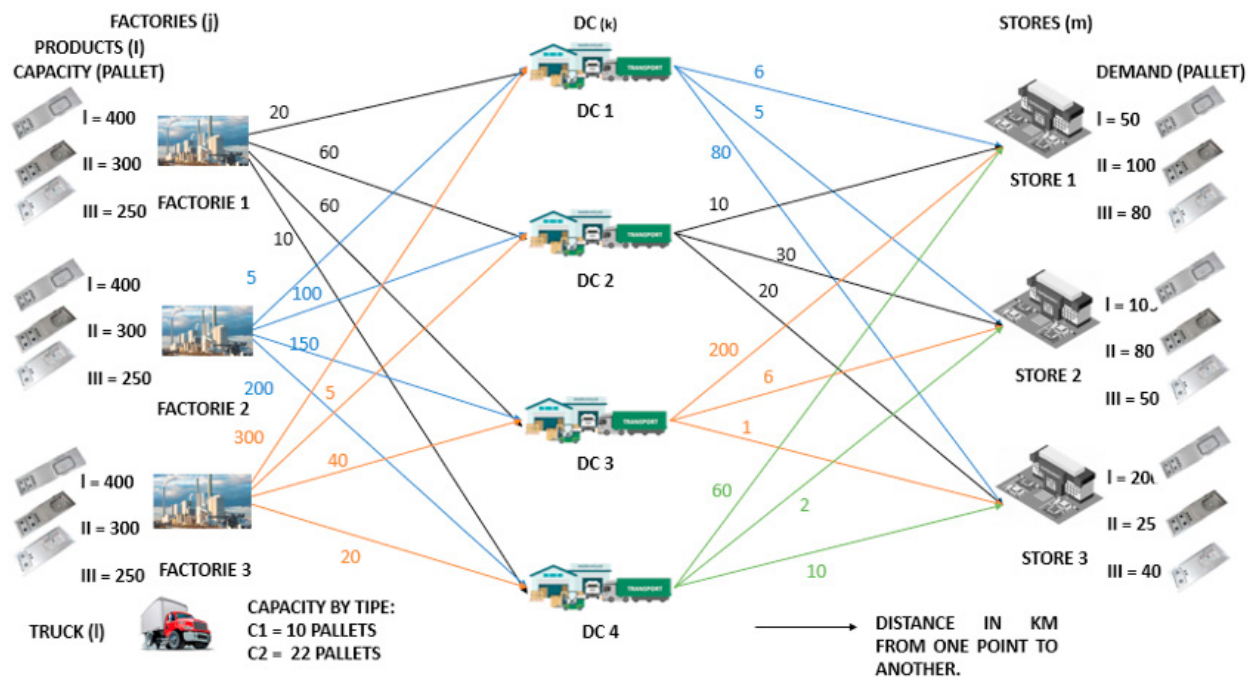 FACTORIES (j)
DC (k)
STORES (m)
PRODUCTS (I)
CAPACITY (PALLET)
DEMAND (PALLET)
I = 400
II = 300
III = 250
FACTORIE 1
I = 400
II = 300
III = 250
FACTORIE 2
I = 400
II = 300
III = 250
FACTORIE 3
20
60
60
10
5
100
150
200
300
5
40
20
TRANSPORT
DC 1
TRANSPORT
DC 2
TRANSPORT
DC 3
TRANSPORT
DC 4
6
5
80
10
30
20
200
6
1
60
2
10
STORE 1
I = 50
II = 100
III = 80
STORE 2
I =
II = 80
III = 50
STORE 3
I =
II = 25
III = 40
TRUCK (l)
CAPACITY BY TIPE:
C1 = 10 PALLETS
C2 = 22 PALLETS
DISTANCE IN KM
FROM ONE POINT TO
ANOTHER.